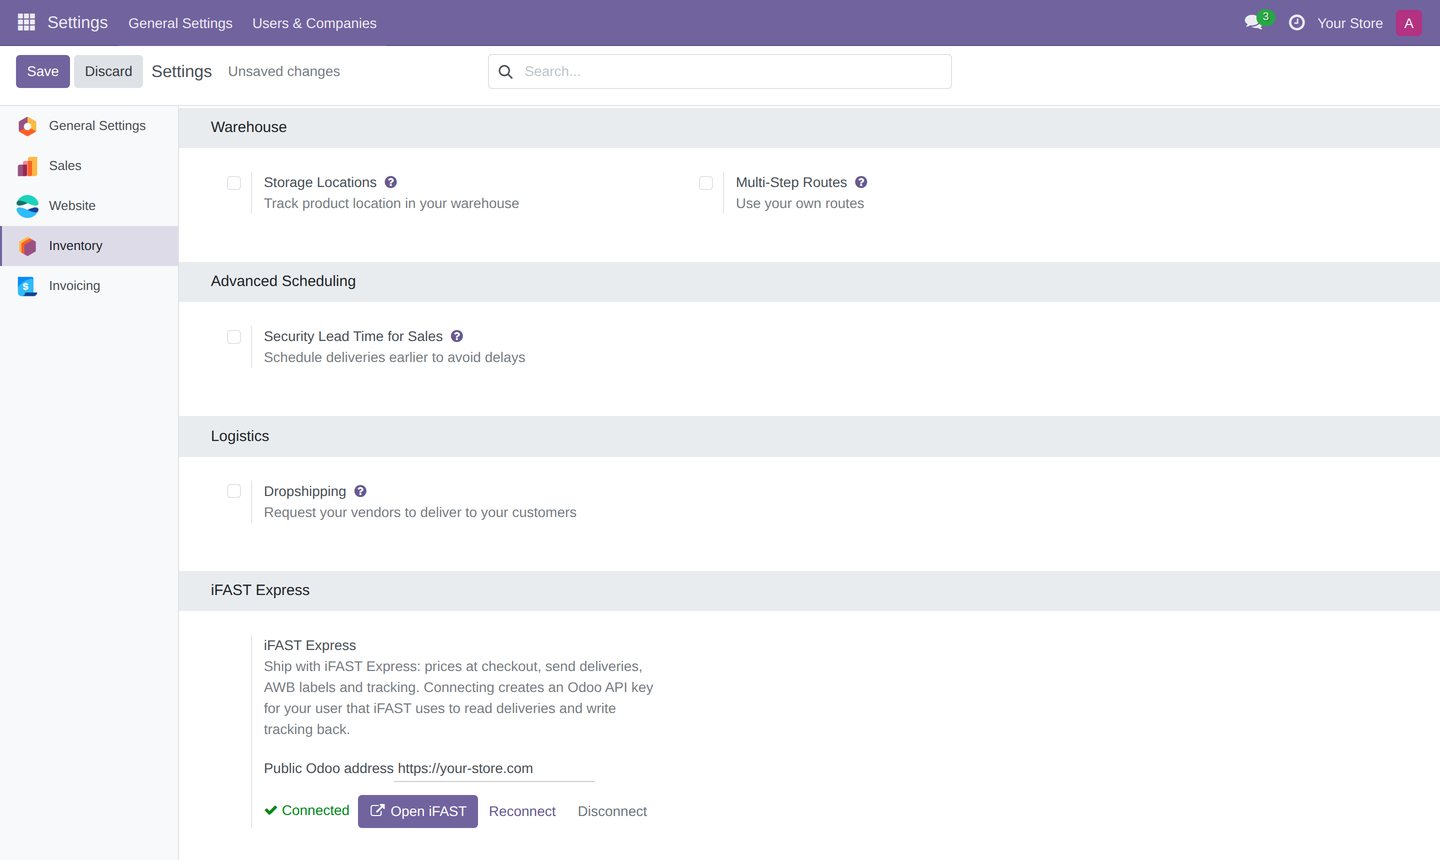 Settings General Settings Users & Companies 3 Your Store A
Save Discard Settings Unsaved changes Search...
General Settings
Sales
Website
Inventory
Invoicing
Warehouse
Storage Locations ?
Track product location in your warehouse
Multi-Step Routes ?
Use your own routes
Advanced Scheduling
Security Lead Time for Sales ?
Schedule deliveries earlier to avoid delays
Logistics
Dropshipping ?
Request your vendors to deliver to your customers
iFAST Express
iFAST Express
Ship with iFAST Express: prices at checkout, send deliveries,
AWB labels and tracking. Connecting creates an Odoo API key
for your user that iFAST uses to read deliveries and write
tracking back.
Public Odoo address https://your-store.com
Connected Open iFAST Reconnect Disconnect